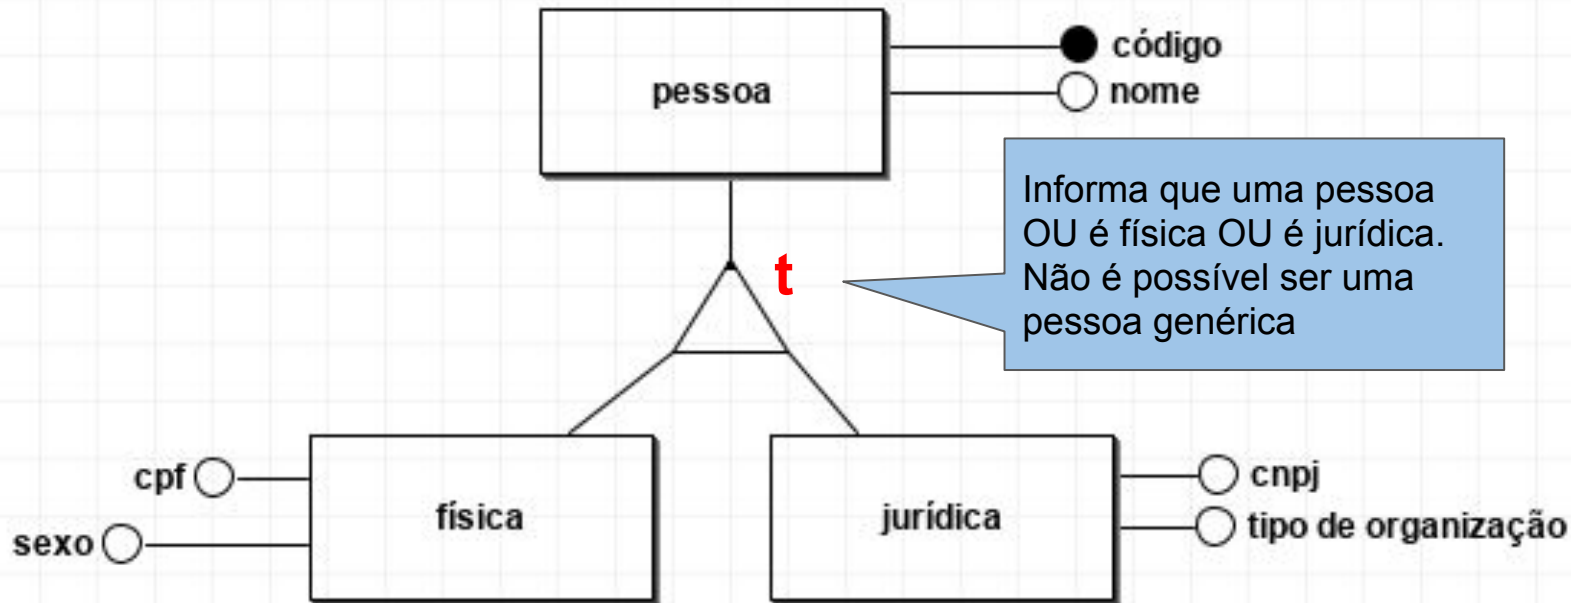 código
pessoa
nome
Informa que uma pessoa
OU é física OU é jurídica.
Não é possível ser uma
pessoa genérica
t
cpf
sexo
física
jurídica
cnpj
tipo de organização